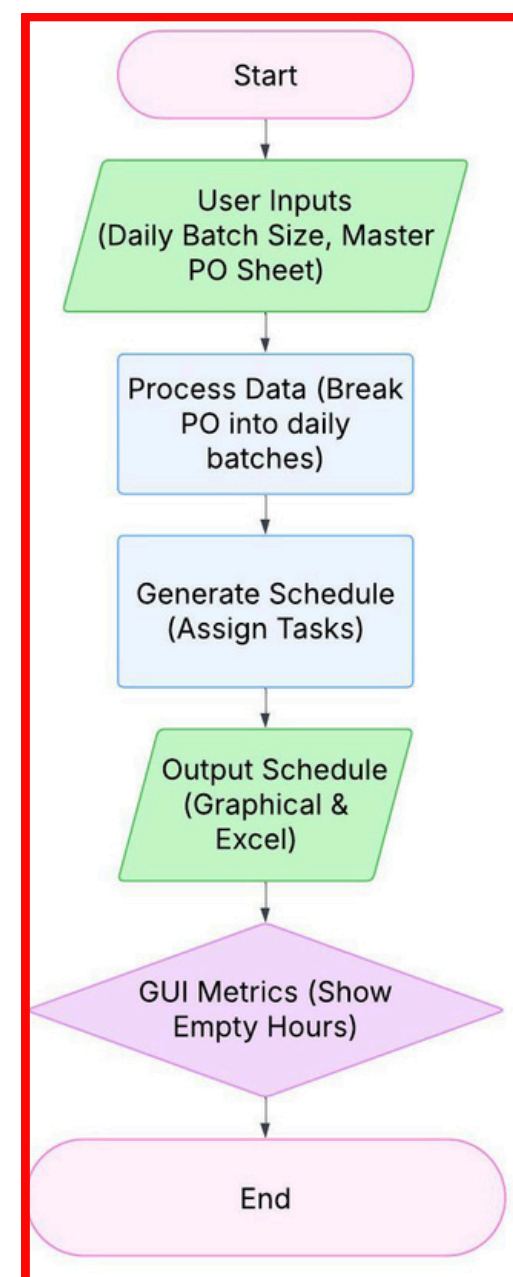 Start
User Inputs
(Daily Batch Size, Master
PO Sheet)
Process Data (Break
PO into daily
batches)
Generate Schedule
(Assign Tasks)
Output Schedule
(Graphical &
Excel)
GUI Metrics (Show
Empty Hours)
End